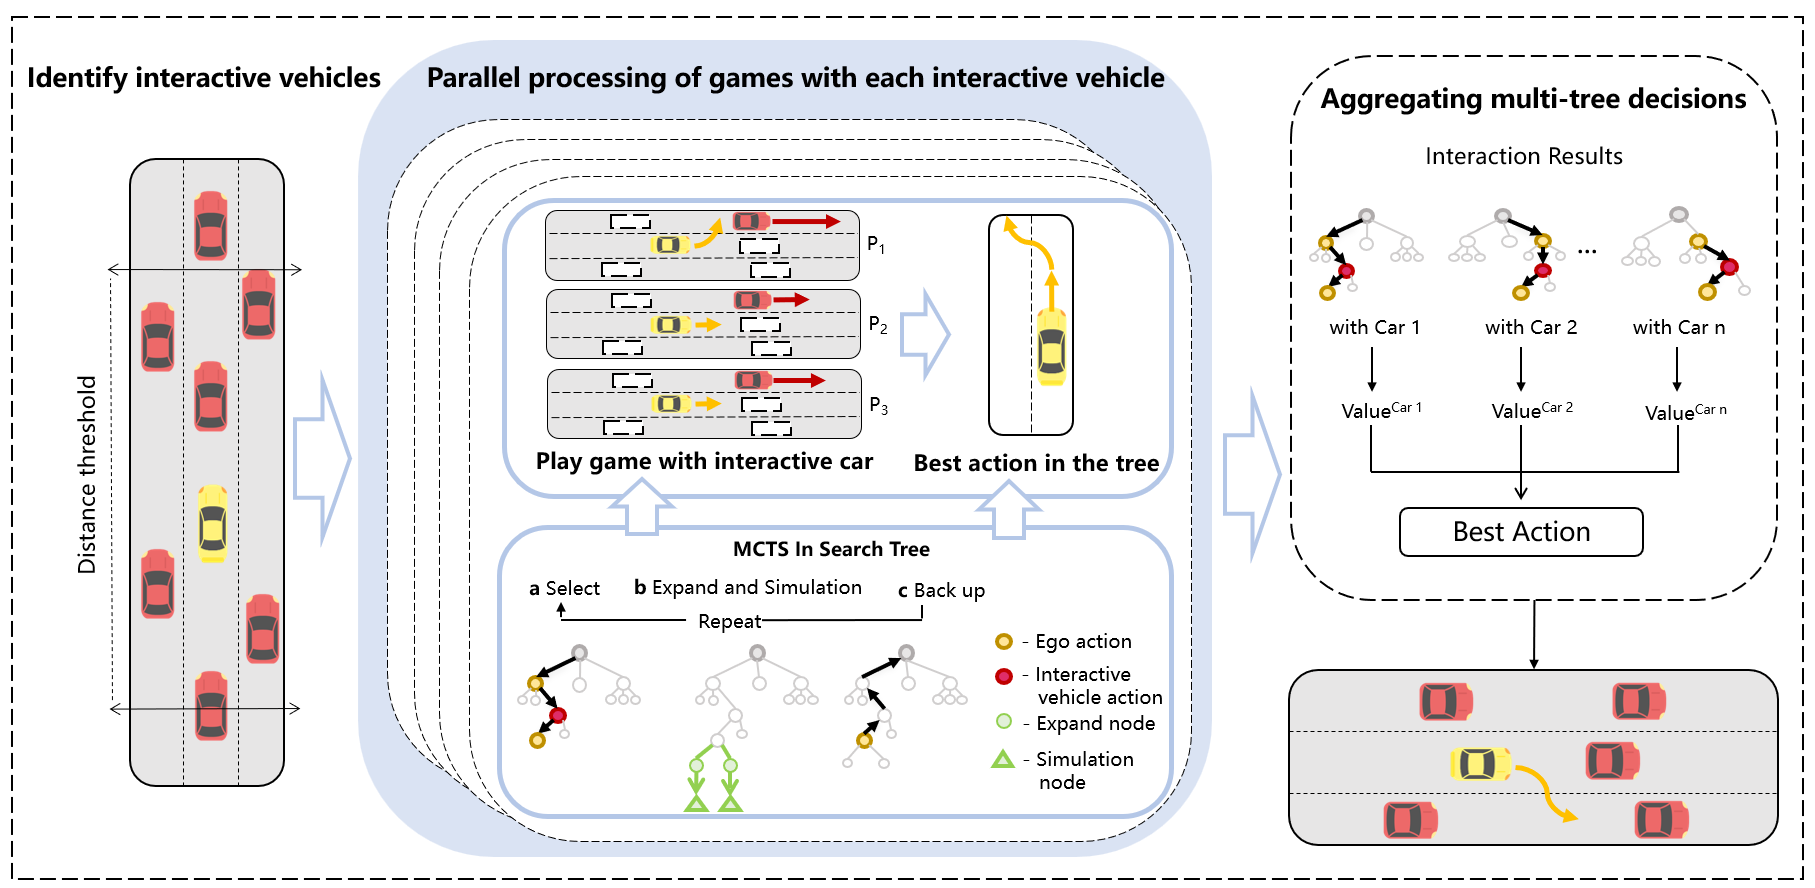 Identify interactive vehicles
Distance threshold
Parallel processing of games with each interactive vehicle
P1
P2
P3
Play game with interactive car
Best action in the tree
MCTS In Search Tree
a Select
b Expand and Simulation
c Back up
Repeat
- Ego action
- Interactive
vehicle action
- Expand node
- Simulation
node
Aggregating multi-tree decisions
Interaction Results
...
with Car 1
with Car 2
with Car n
Value^Car 1
Value^Car 2
Value^Car n
Best Action